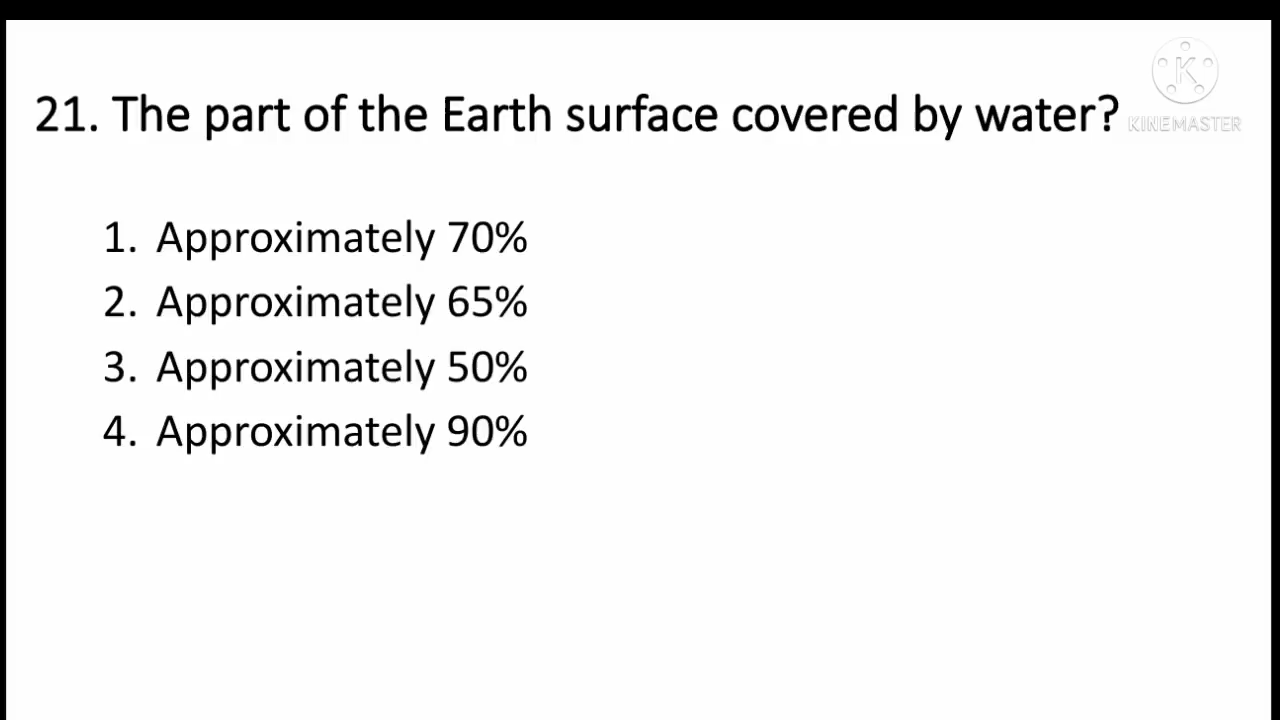 21. The part of the Earth surface covered by water?
KINEMASTER
1. Approximately 70%
2. Approximately 65%
3. Approximately 50%
4. Approximately 90%